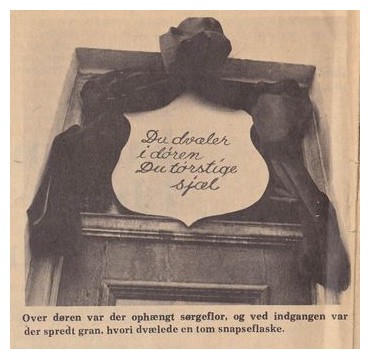 Du dvæler
i døren
Du tørstige
sjæl
Over døren var der ophængt sørgeflor, og ved indgangen var
der spredt gran, hvori dvælede en tom snapseflaske.